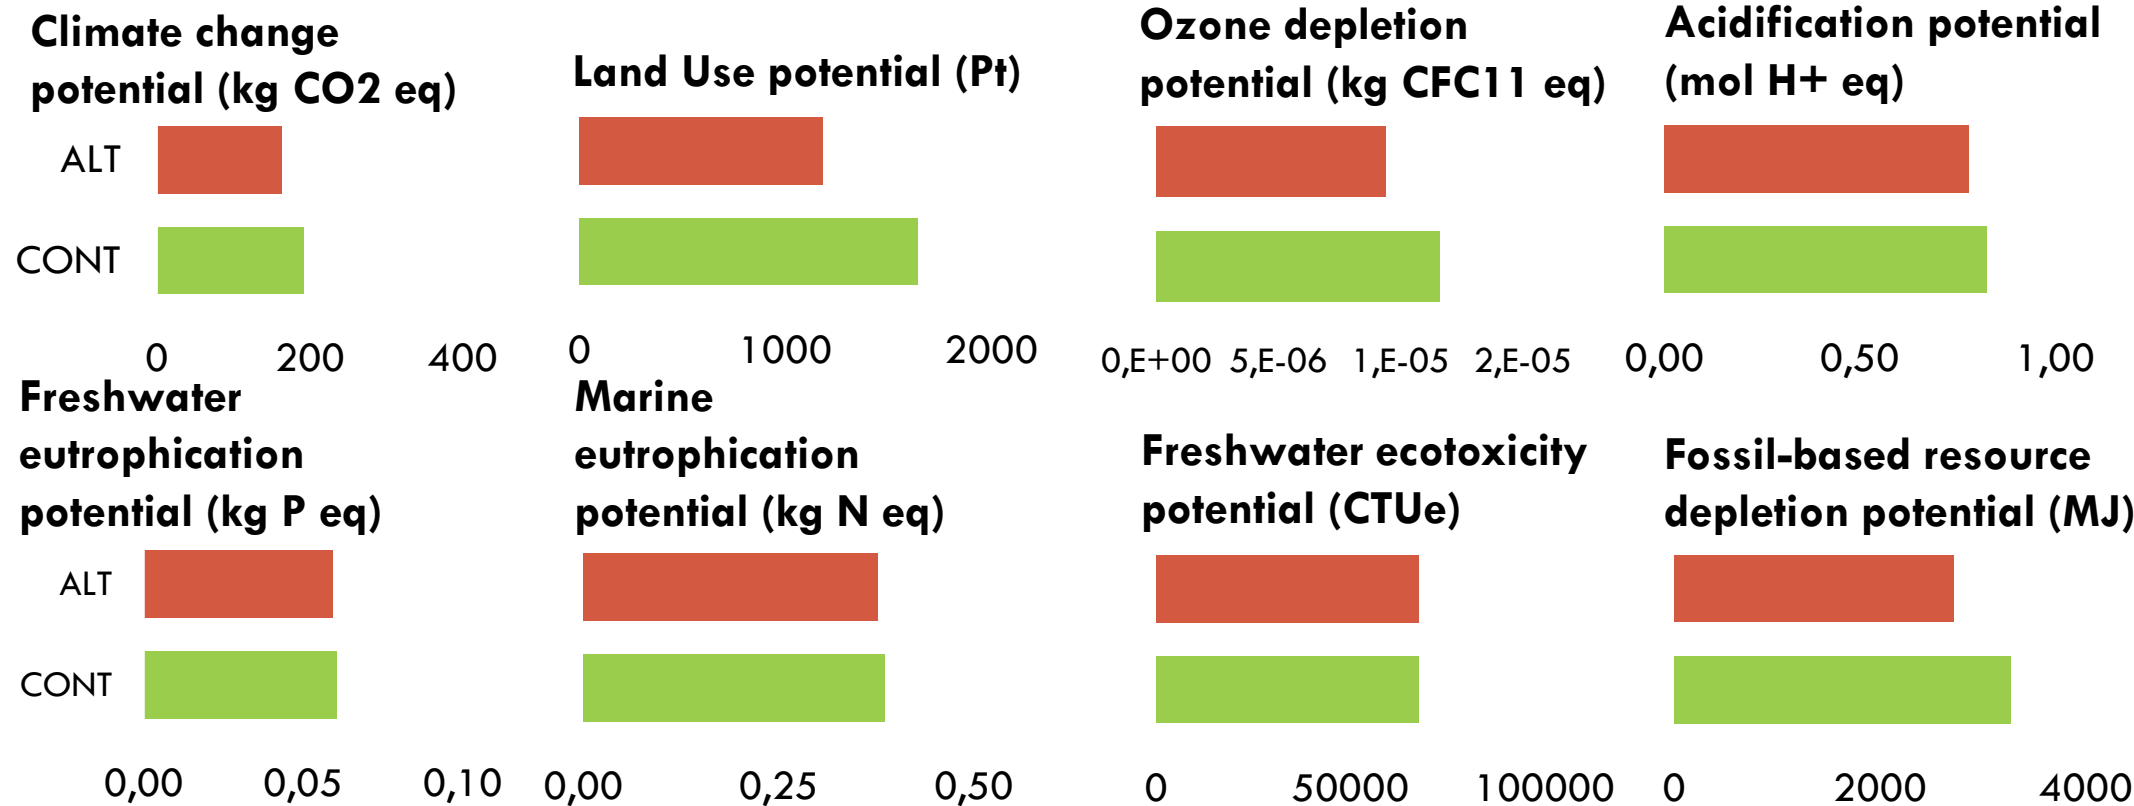 Climate change
potential (kg CO2 eq)
ALT
CONT
0 200 400
Land Use potential (Pt)
0 1000 2000
Ozone depletion
potential (kg CFC11 eq)
0,E+00 5,E-06 1,E-05 2,E-05
Acidification potential
(mol H+ eq)
0,00 0,50 1,00
Freshwater
eutrophication
potential (kg P eq)
ALT
CONT
0,00 0,05 0,10
Marine
eutrophication
potential (kg N eq)
0,00 0,25 0,50
Freshwater ecotoxicity
potential (CTUe)
0 50000 100000
Fossil-based resource
depletion potential (MJ)
0 2000 4000